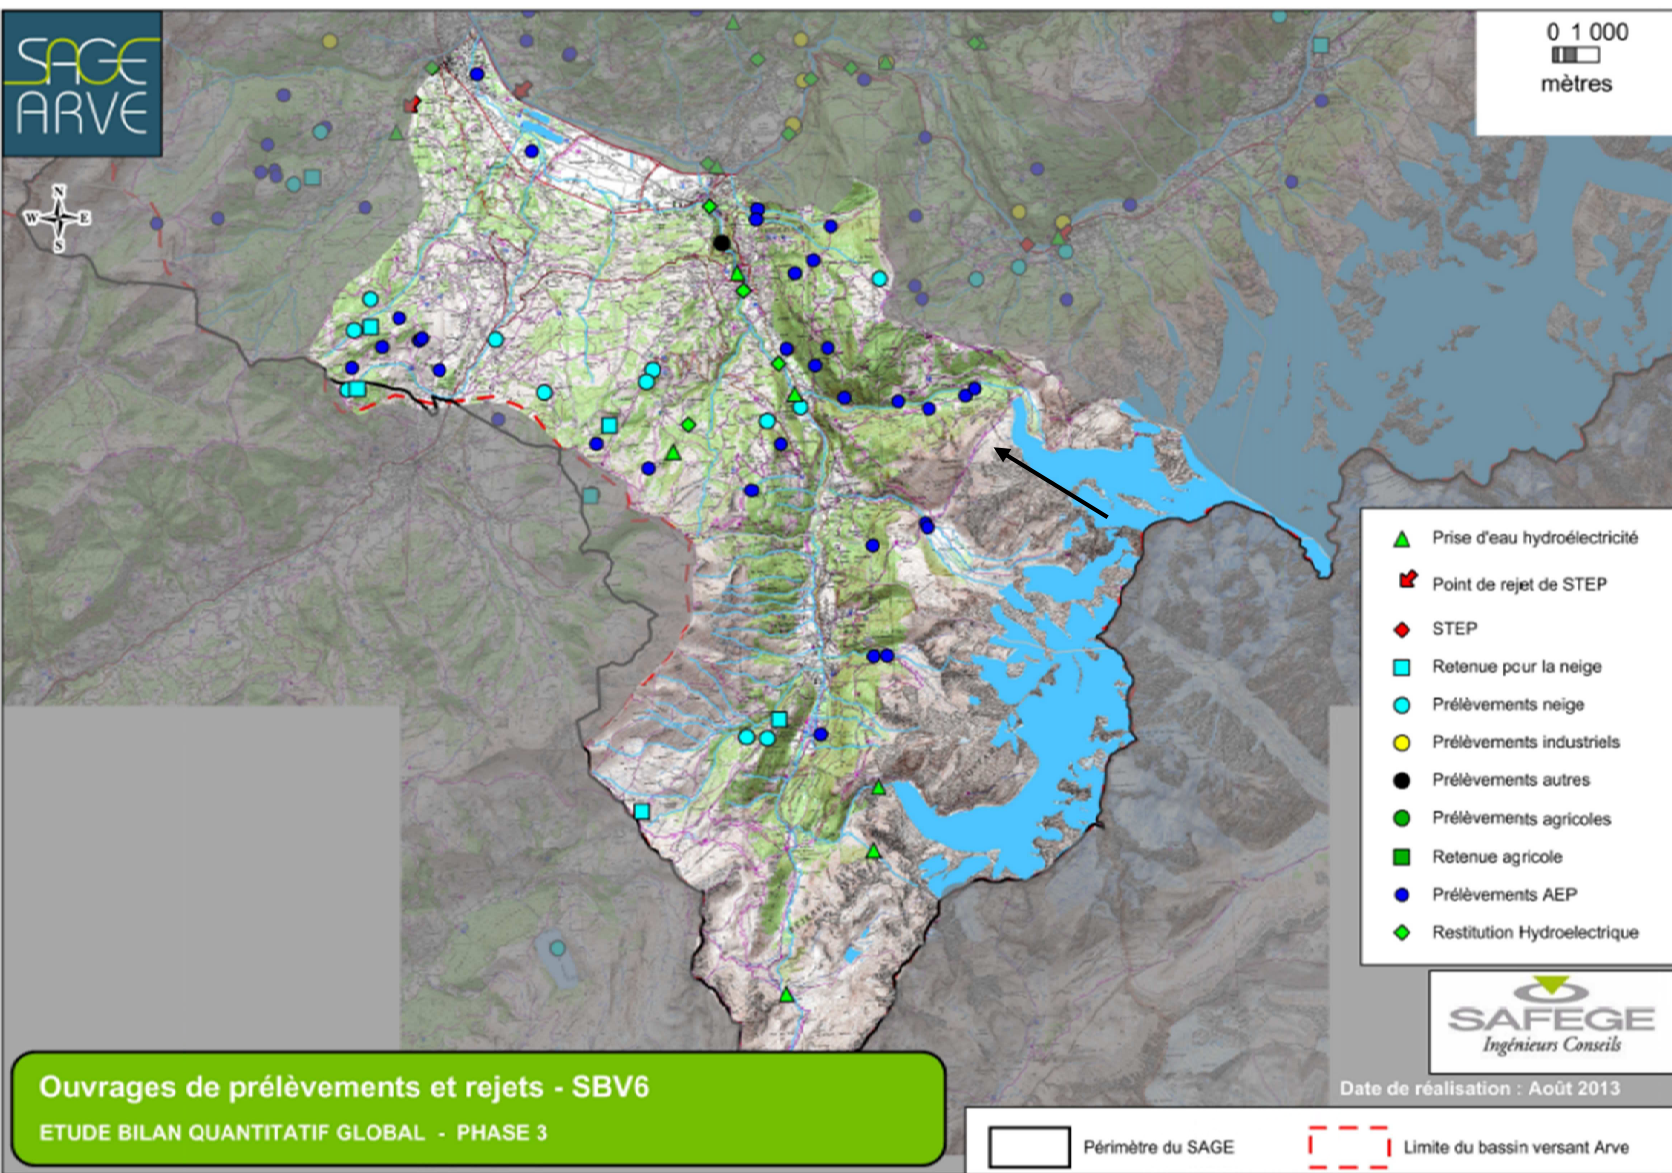 SAGE
ARVE
0 1 000
mètres
N
W E
S
Prise d'eau hydroélectricité
Point de rejet de STEP
STEP
Retenue pour la neige
Prélèvements neige
Prélèvements industriels
Prélèvements autres
Prélèvements agricoles
Retenue agricole
Prélèvements AEP
Restitution Hydroelectrique
SAFEGE
Ingénieurs Conseils
Date de réalisation : Août 2013
Ouvrages de prélèvements et rejets - SBV6
ETUDE BILAN QUANTITATIF GLOBAL - PHASE 3
Périmètre du SAGE
Limite du bassin versant Arve